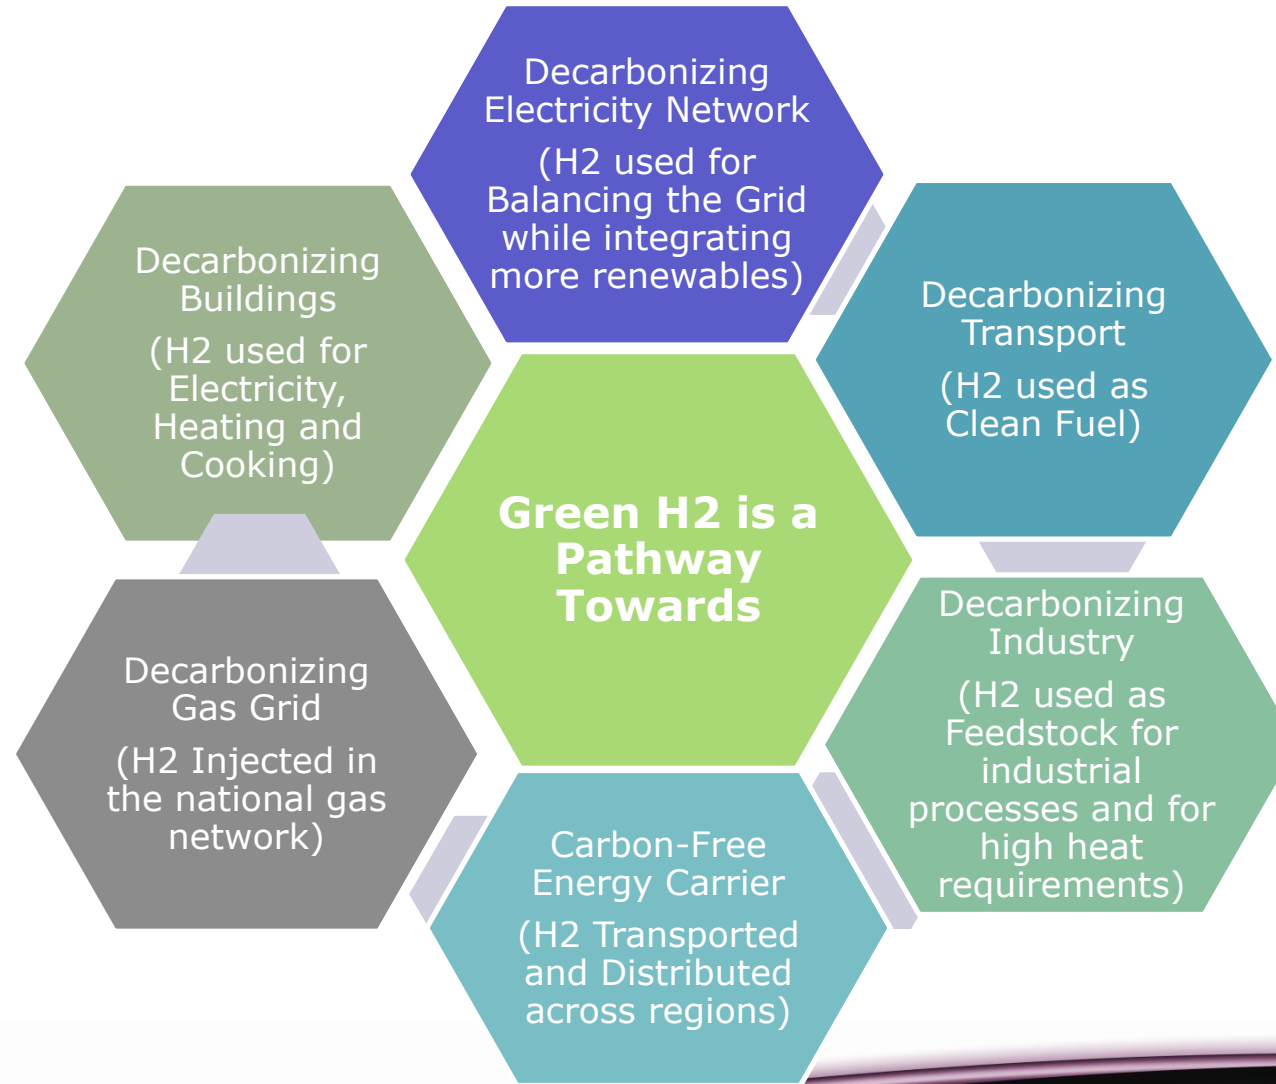 Decarbonizing
Electricity Network
(H2 used for
Balancing the Grid
while integrating
more renewables)
Decarbonizing
Buildings
(H2 used for
Electricity,
Heating and
Cooking)
Decarbonizing
Transport
(H2 used as
Clean Fuel)
Green H2 is a
Pathway
Towards
Decarbonizing
Gas Grid
(H2 Injected in
the national gas
network)
Decarbonizing
Industry
(H2 used as
Feedstock for
industrial
processes and for
high heat
requirements)
Carbon-Free
Energy Carrier
(H2 Transported
and Distributed
across regions)